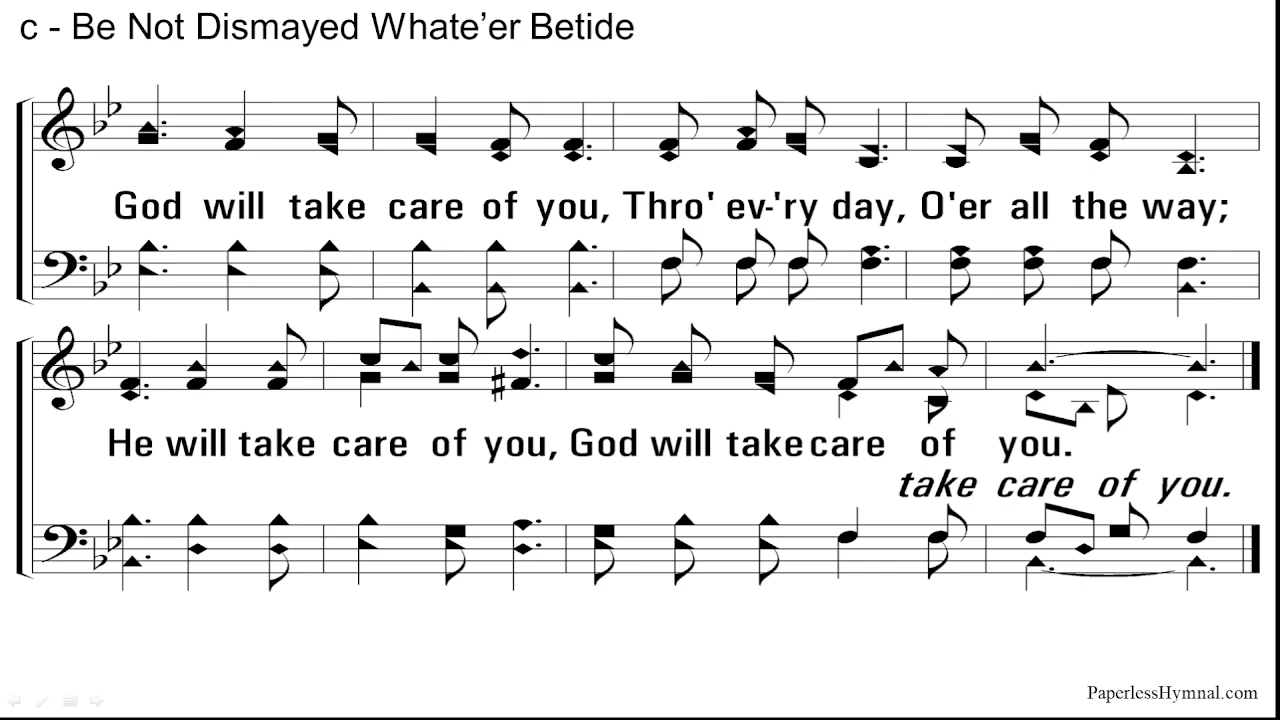 c - Be Not Dismayed Whate’er Betide
God will take care of you, Thro' ev-'ry day, O'er all the way;
He will take care of you, God will take care of you.
take care of you.
PaperlessHymnal.com